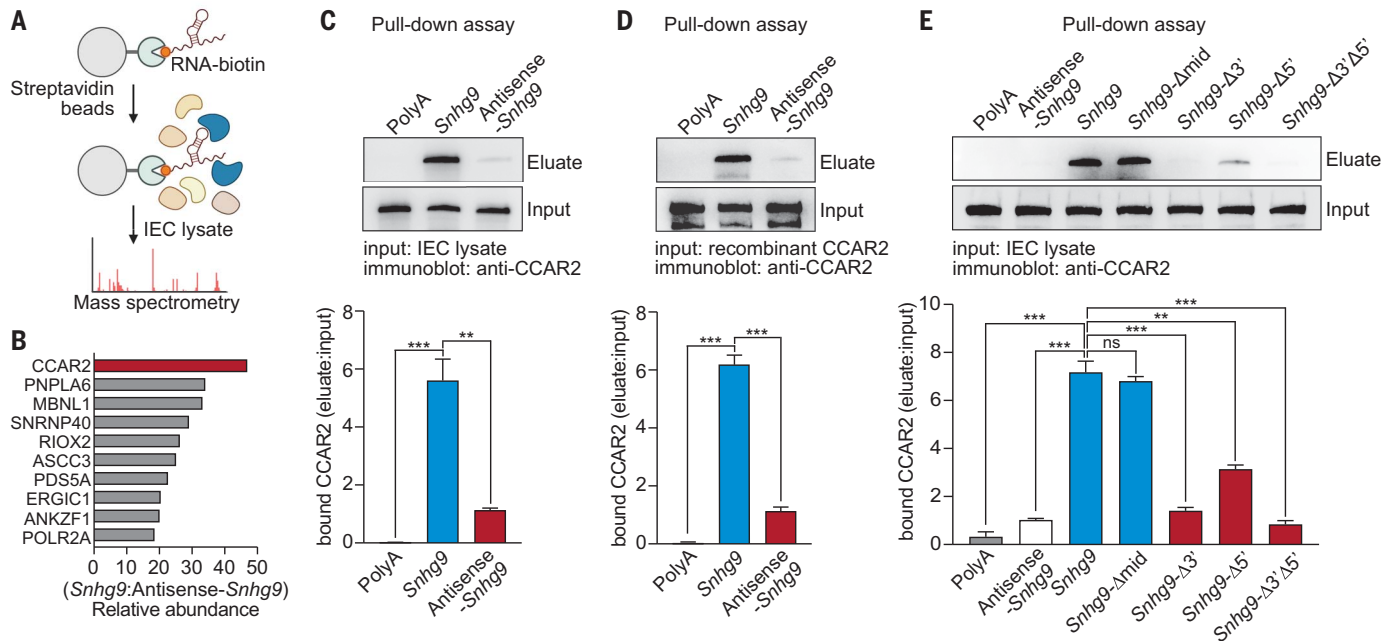 A
RNA-biotin
Streptavidin
beads
IEC lysate
Mass spectrometry
B
CCAR2
PNPLA6
MBNL1
SNRNP40
RIOX2
ASCC3
PDS5A
ERGIC1
ANKZF1
POLR2A
0 10 20 30 40 50
(Snhg9:Antisense-Snhg9)
Relative abundance
C
Pull-down assay
PolyA
Snhg9
Antisense
-Snhg9
Eluate
Input
input: IEC lysate
immunoblot: anti-CCAR2
bound CCAR2 (eluate:input)
8
6
4
2
0
***
**
PolyA
Snhg9
Antisense
-Snhg9
D
Pull-down assay
PolyA
Snhg9
Antisense
-Snhg9
Eluate
Input
input: recombinant CCAR2
immunoblot: anti-CCAR2
bound CCAR2 (eluate:input)
8
6
4
2
0
***
***
PolyA
Snhg9
Antisense
-Snhg9
E
Pull-down assay
PolyA
Antisense
-Snhg9
Snhg9
Snhg9-Δmid
Snhg9-Δ3'
Snhg9-Δ5'
Snhg9-Δ3'Δ5'
Eluate
Input
input: IEC lysate
immunoblot: anti-CCAR2
bound CCAR2 (eluate:input)
10
8
6
4
2
0
***
***
***
**
***
ns
PolyA
Antisense
-Snhg9
Snhg9
Snhg9-Δmid
Snhg9-Δ3'
Snhg9-Δ5'
Snhg9-Δ3'Δ5'